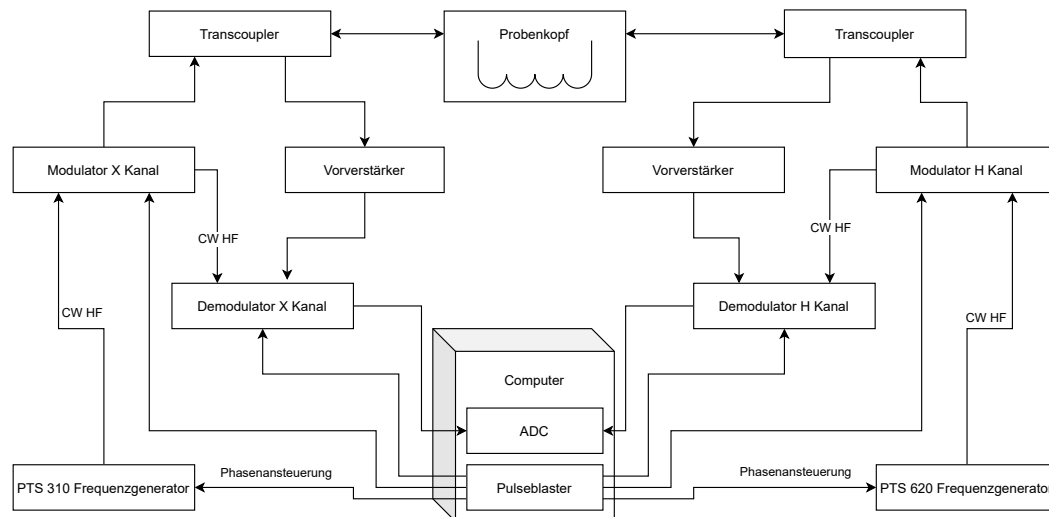 Transcoupler
Probenkopf
Transcoupler
Modulator X Kanal
Vorverstärker
Vorverstärker
Modulator H Kanal
CW HF
CW HF
Demodulator X Kanal
Demodulator H Kanal
CW HF
CW HF
Computer
ADC
Phasenansteuerung
Phasenansteuerung
PTS 310 Frequenzgenerator
Pulseblaster
PTS 620 Frequenzgenerator